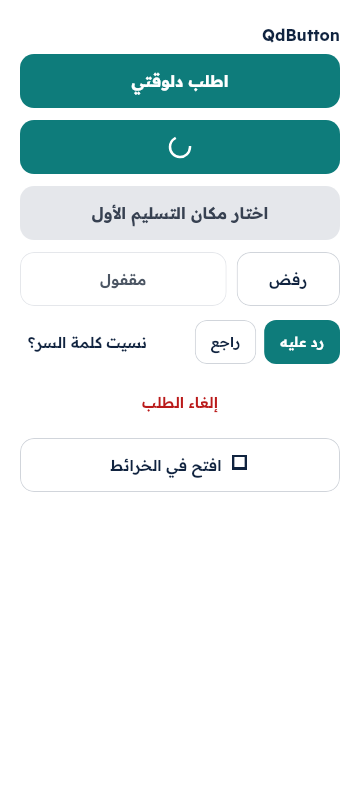 QdButton
اطلب دلوقتي
اختار مكان التسليم الأول
رفض مقفول
رد عليه راجع نسيت كلمة السر؟
إلغاء الطلب
افتح في الخرائط